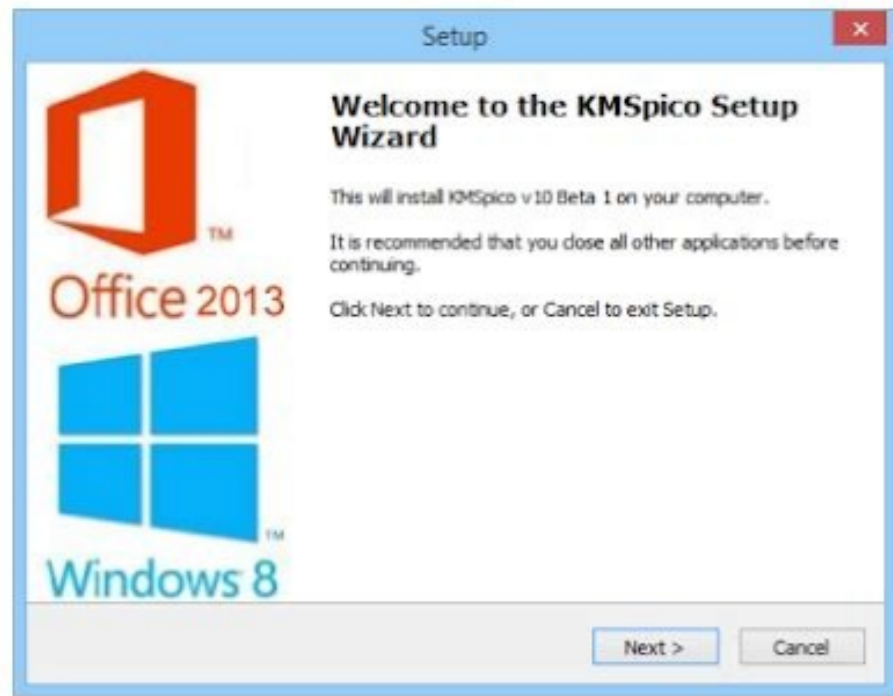 Setup
Welcome to the KMSpico Setup
Wizard
This will install KMSpico v10 Beta 1 on your computer.
It is recommended that you close all other applications before
continuing.
Click Next to continue, or Cancel to exit Setup.
TM
Office 2013
TM
Windows 8
Next >
Cancel